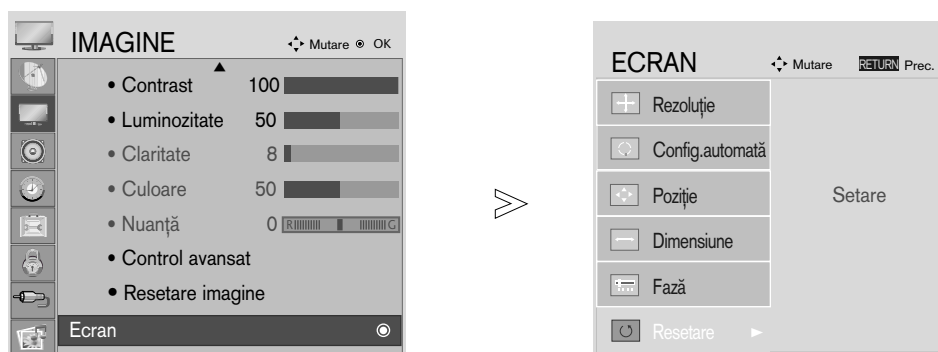 IMAGINE
Mutare OK
• Contrast 100
• Luminozitate 50
• Claritate 8
• Culoare 50
• Nuanță 0 R G
• Control avansat
• Resetare imagine
Ecran
ECRAN
Mutare RETURN Prec.
Rezoluție
Config.automată
Poziție
Dimensiune
Fază
Resetare
Setare